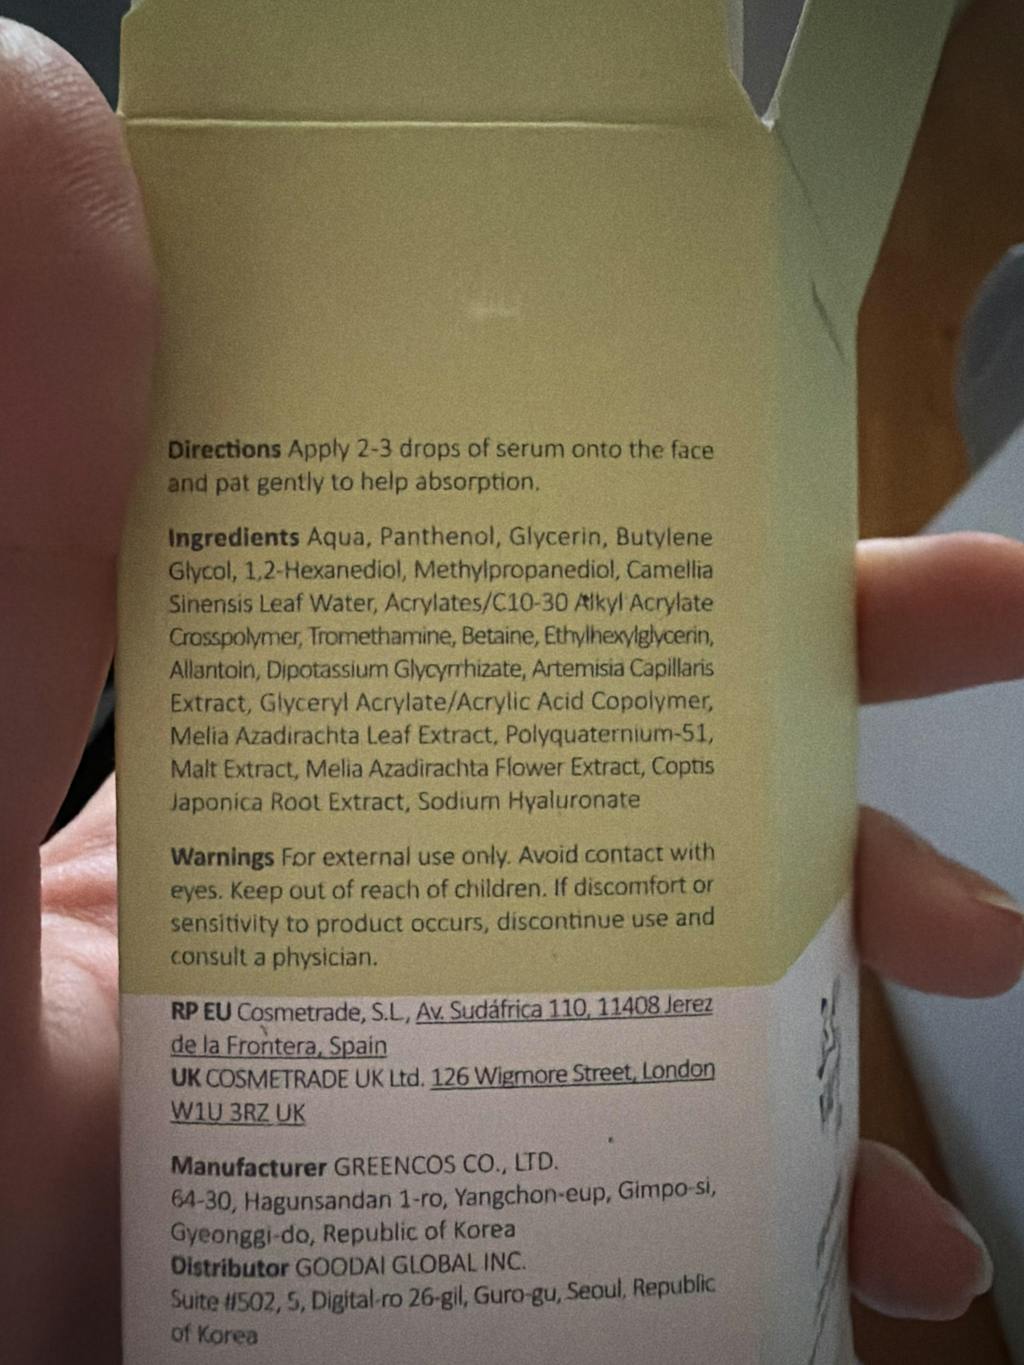 Directions Apply 2-3 drops of serum onto the face
and pat gently to help absorption.
Ingredients Aqua, Panthenol, Glycerin, Butylene
Glycol, 1,2-Hexanediol, Methylpropanediol, Camellia
Sinensis Leaf Water, Acrylates/C10-30 Alkyl Acrylate
Crosspolymer, Tromethamine, Betaine, Ethylhexylglycerin,
Allantoin, Dipotassium Glycyrrhizate, Artemisia Capillaris
Extract, Glyceryl Acrylate/Acrylic Acid Copolymer,
Melia Azadirachta Leaf Extract, Polyquaternium-51,
Malt Extract, Melia Azadirachta Flower Extract, Coptis
Japonica Root Extract, Sodium Hyaluronate
Warnings For external use only. Avoid contact with
eyes. Keep out of reach of children. If discomfort or
sensitivity to product occurs, discontinue use and
consult a physician.
RP EU Cosmetrade, S.L., Av. Sudáfrica 110, 11408 Jerez
de la Frontera, Spain
UK COSMETRADE UK Ltd. 126 Wigmore Street, London
W1U 3RZ UK
Manufacturer GREENCOS CO., LTD.
64-30, Hagunsandan 1-ro, Yangchon-eup, Gimpo-si,
Gyeonggi-do, Republic of Korea
Distributor GOODAI GLOBAL INC.
Suite #502, 5, Digital-ro 26-gil, Guro-gu, Seoul, Republic
of Korea